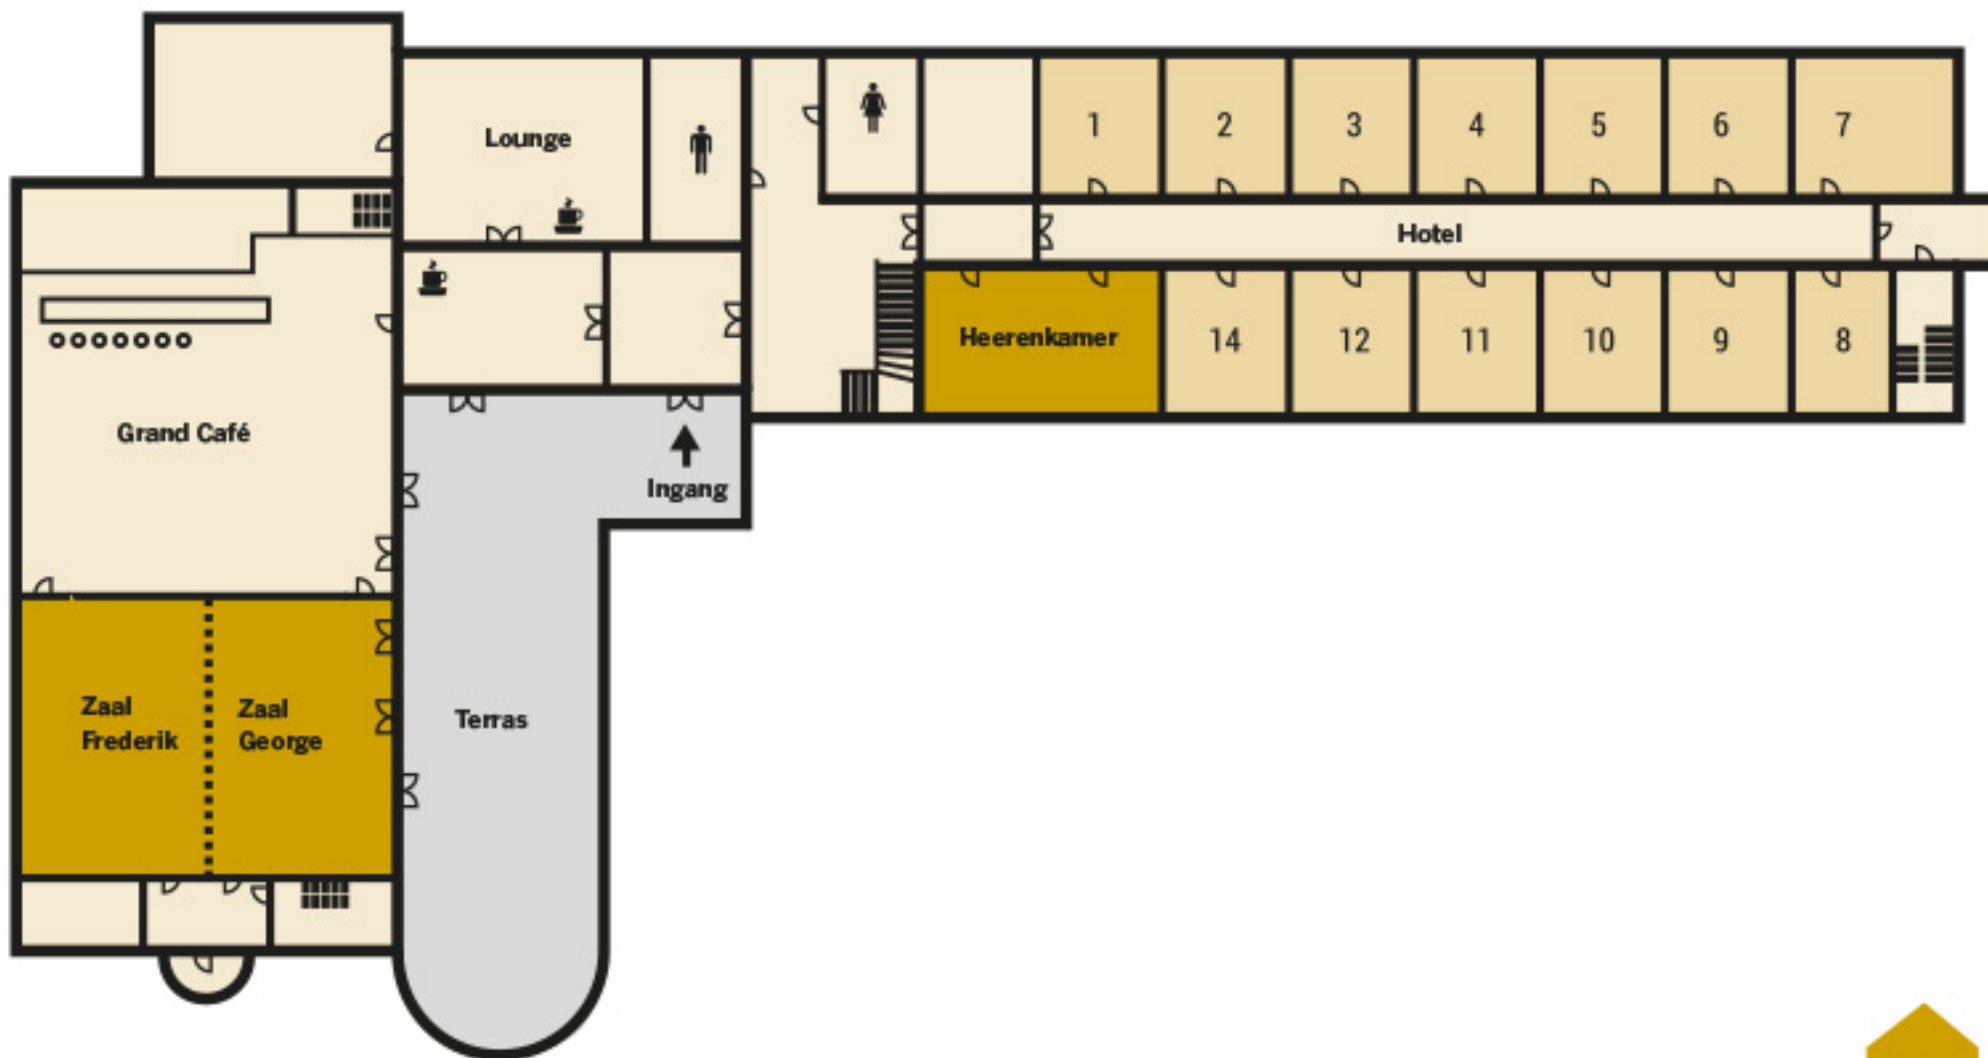 Lounge
1
2
3
4
5
6
7
Hotel
Heerenkamer
14
12
11
10
9
8
Grand Café
Ingang
Zaal
Frederik
Zaal
George
Terras